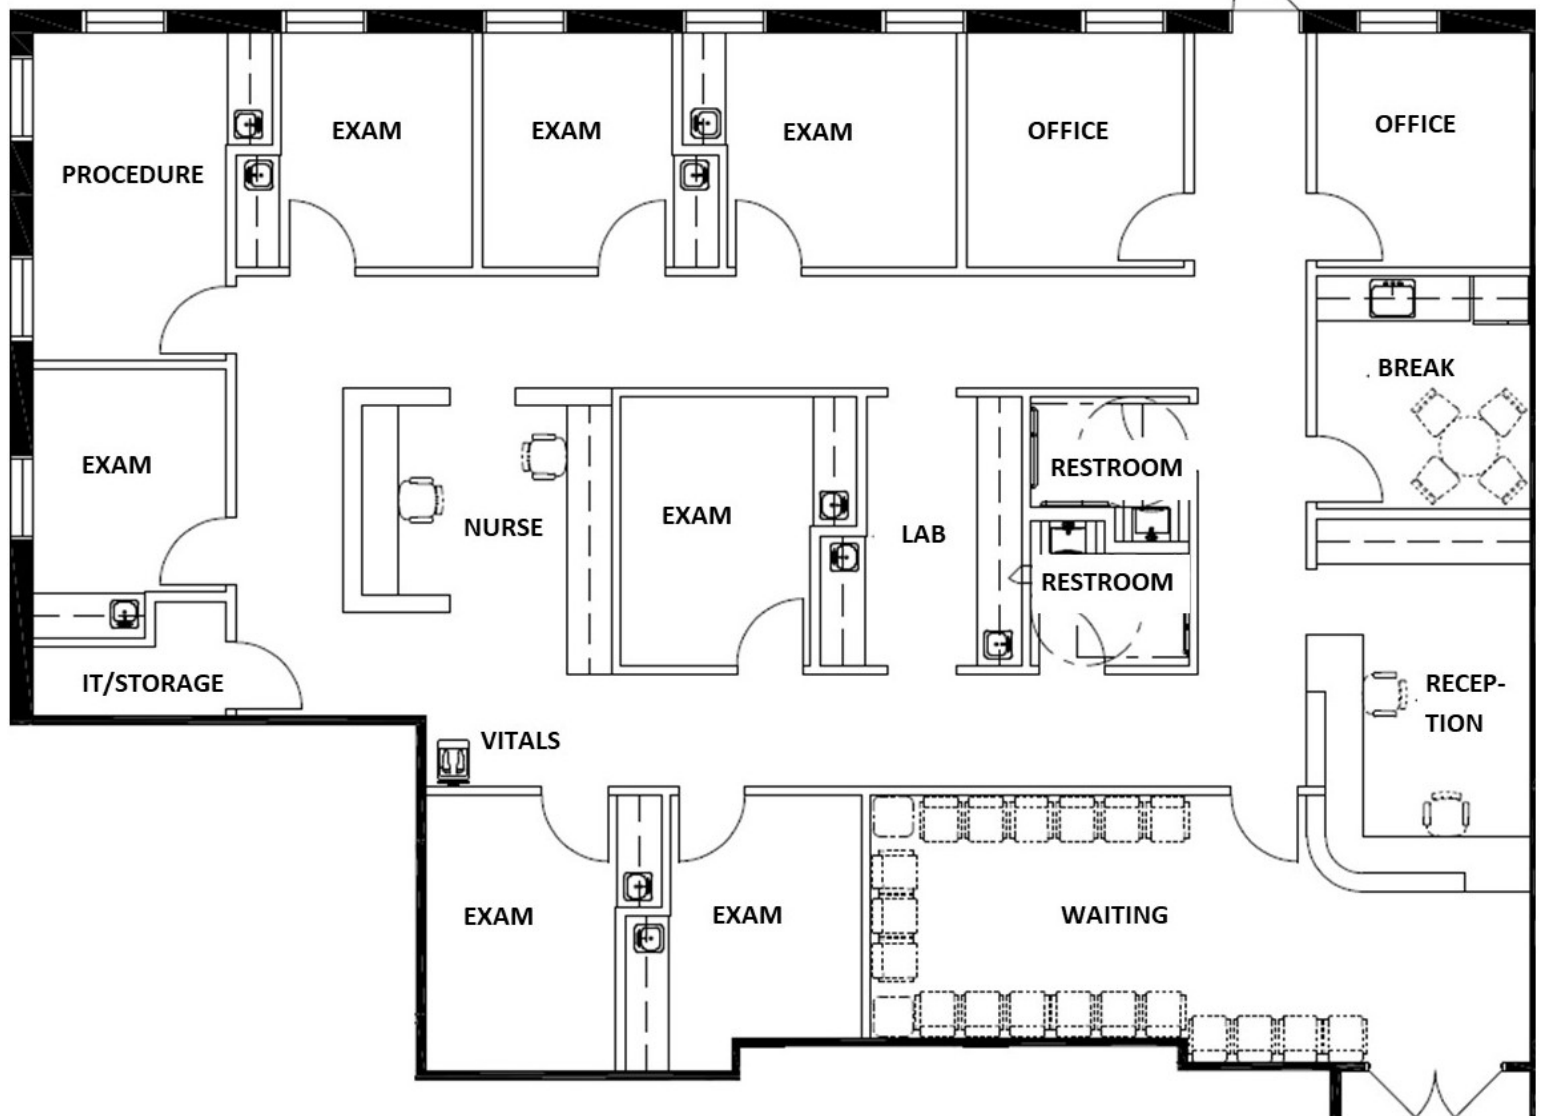 EXAM
EXAM
EXAM
OFFICE
OFFICE
PROCEDURE
BREAK
EXAM
RESTROOM
NURSE
EXAM
LAB
RESTROOM
IT/STORAGE
RECEP-
TION
VITALS
EXAM
EXAM
WAITING